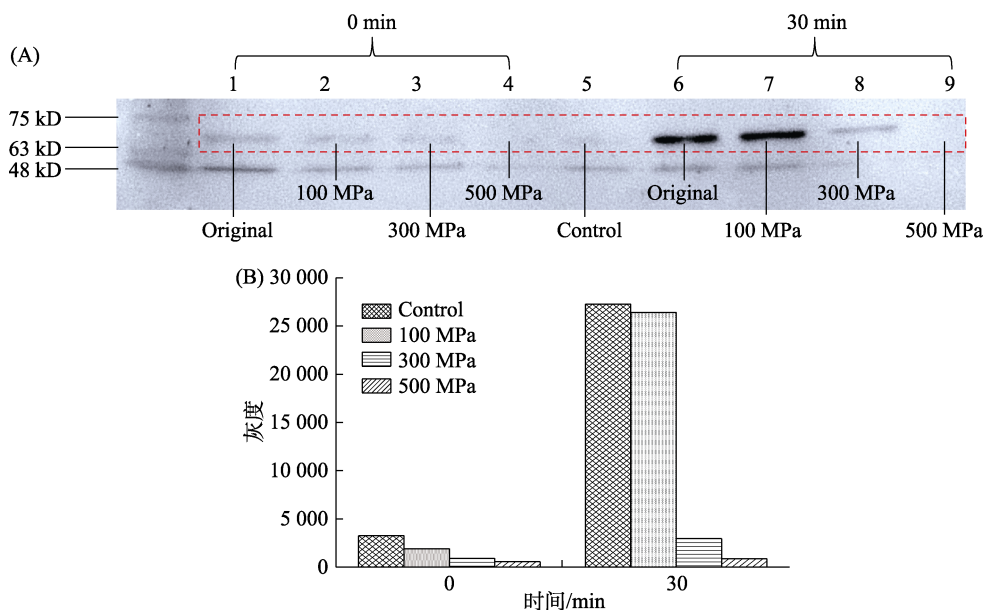 0 min 30 min
(A)
1 2 3 4 5 6 7 8 9
75 kD
63 kD
48 kD
100 MPa 500 MPa Original 300 MPa
Original 300 MPa Control 100 MPa 500 MPa
(B)
30 000
25 000
20 000
15 000
10 000
5 000
0
灰度
Control
100 MPa
300 MPa
500 MPa
0 30
时间/min